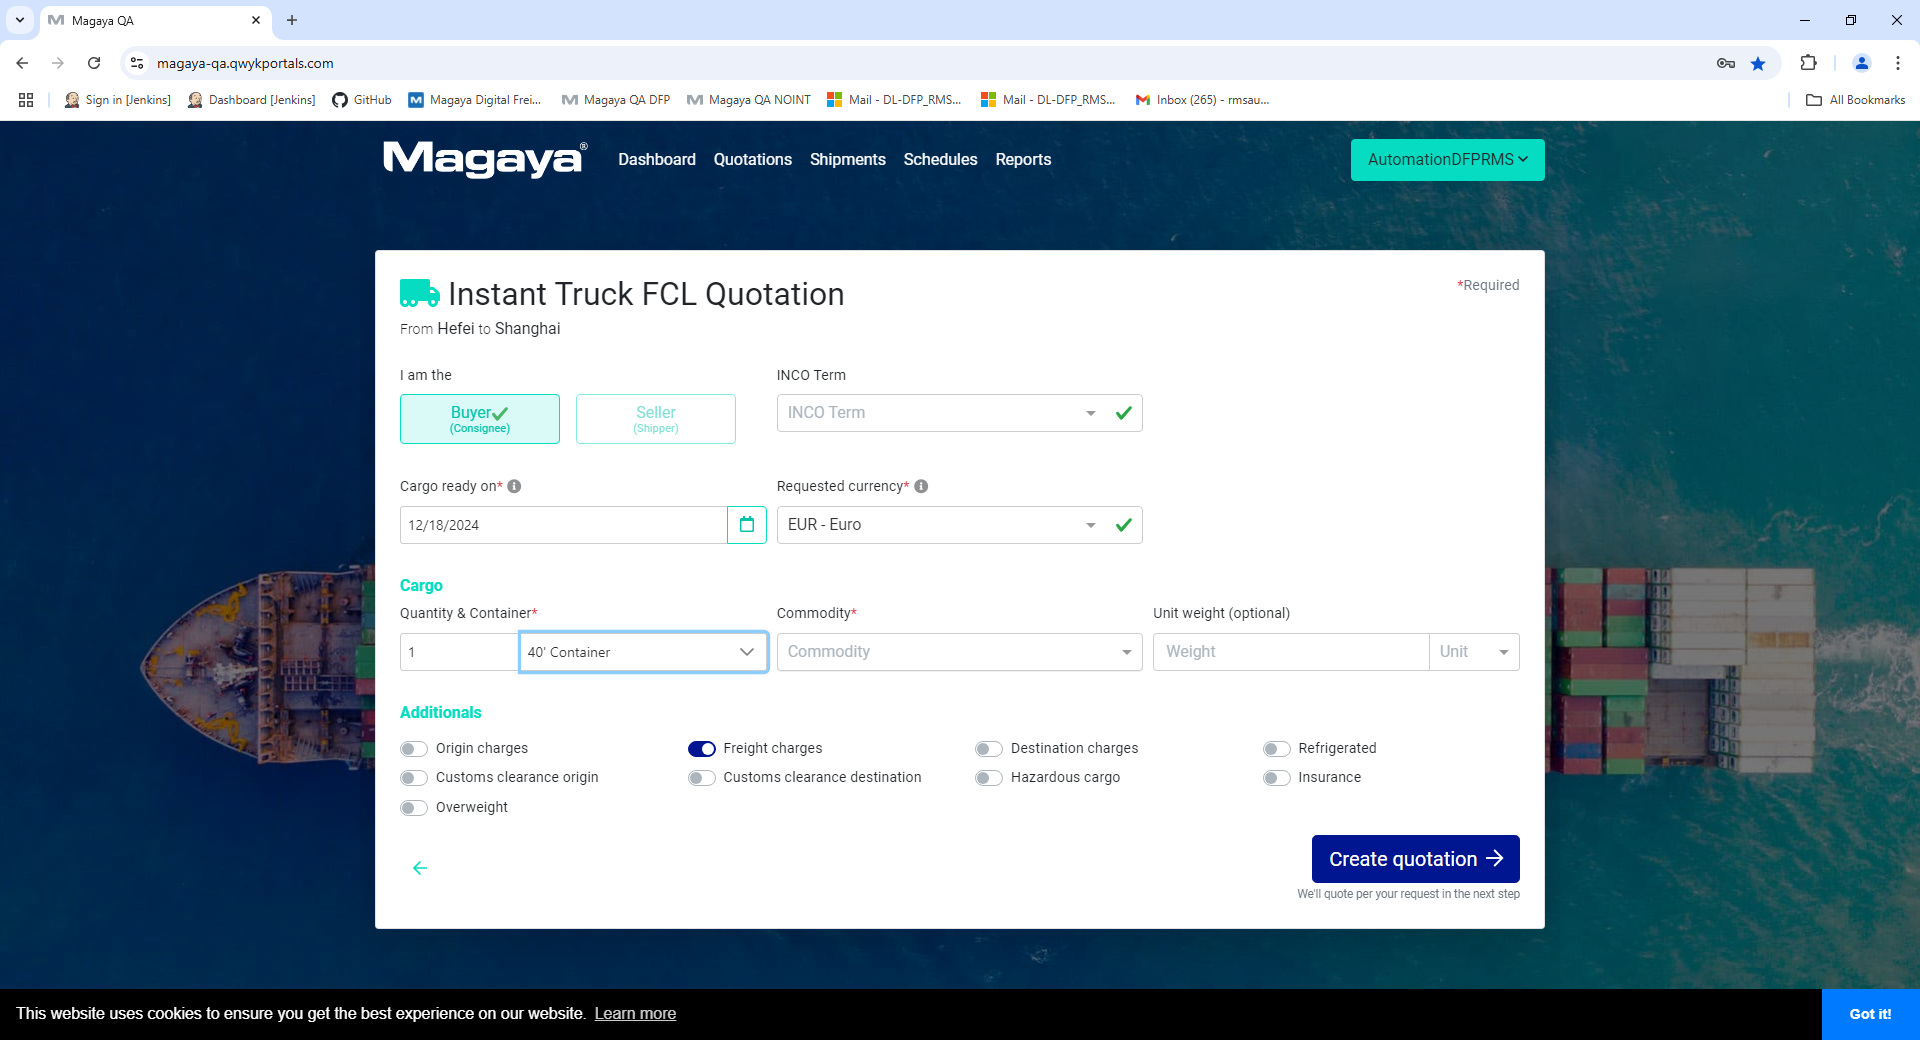 Magaya QA
magaya-qa.qwykportals.com
Sign in [Jenkins]
Dashboard [Jenkins]
GitHub
Magaya Digital Frei...
Magaya QA DFP
Magaya QA NOINT
Mail - DL-DFP_RMS...
Mail - DL-DFP_RMS...
Inbox (265) - rmsau...
All Bookmarks
Magaya®
Dashboard
Quotations
Shipments
Schedules
Reports
AutomationDFPRMS
Instant Truck FCL Quotation
*Required
From Hefei to Shanghai
I am the
INCO Term
Buyer
(Consignee)
Seller
(Shipper)
INCO Term
Cargo ready on*
Requested currency*
12/18/2024
EUR - Euro
Cargo
Quantity & Container*
Commodity*
Unit weight (optional)
1
40' Container
Commodity
Weight
Unit
Additionals
Origin charges
Freight charges
Destination charges
Refrigerated
Customs clearance origin
Customs clearance destination
Hazardous cargo
Insurance
Overweight
Create quotation
We'll quote per your request in the next step
This website uses cookies to ensure you get the best experience on our website. Learn more
Got it!